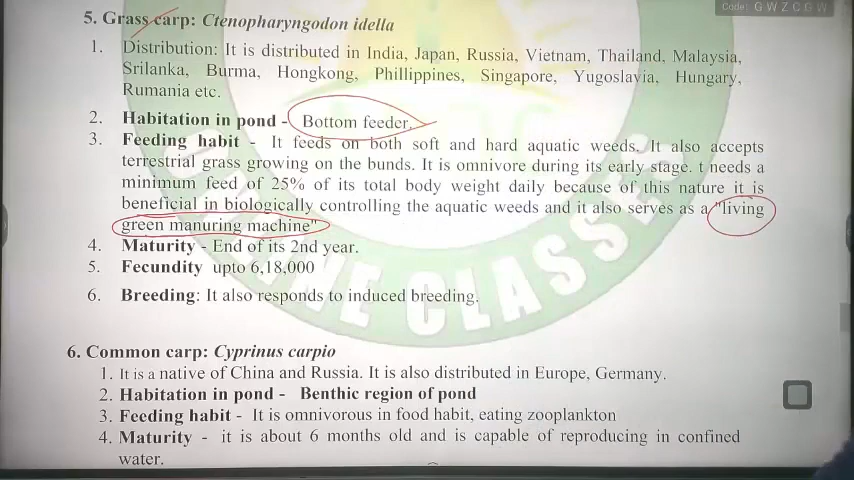 Code: G W Z C G W
5. Grass carp: Ctenopharyngodon idella
1. Distribution: It is distributed in India, Japan, Russia, Vietnam, Thailand, Malaysia,
Srilanka, Burma, Hongkong, Phillippines, Singapore, Yugoslavia, Hungary,
Rumania etc.
2. Habitation in pond - Bottom feeder.
3. Feeding habit - It feeds on both soft and hard aquatic weeds. It also accepts
terrestrial grass growing on the bunds. It is omnivore during its early stage. t needs a
minimum feed of 25% of its total body weight daily because of this nature it is
beneficial in biologically controlling the aquatic weeds and it also serves as a "living
green manuring machine"
4. Maturity - End of its 2nd year.
5. Fecundity upto 6,18,000
6. Breeding: It also responds to induced breeding.
CLASSES
6. Common carp: Cyprinus carpio
1. It is a native of China and Russia. It is also distributed in Europe, Germany.
2. Habitation in pond - Benthic region of pond
3. Feeding habit - It is omnivorous in food habit, eating zooplankton
4. Maturity - it is about 6 months old and is capable of reproducing in confined
water.